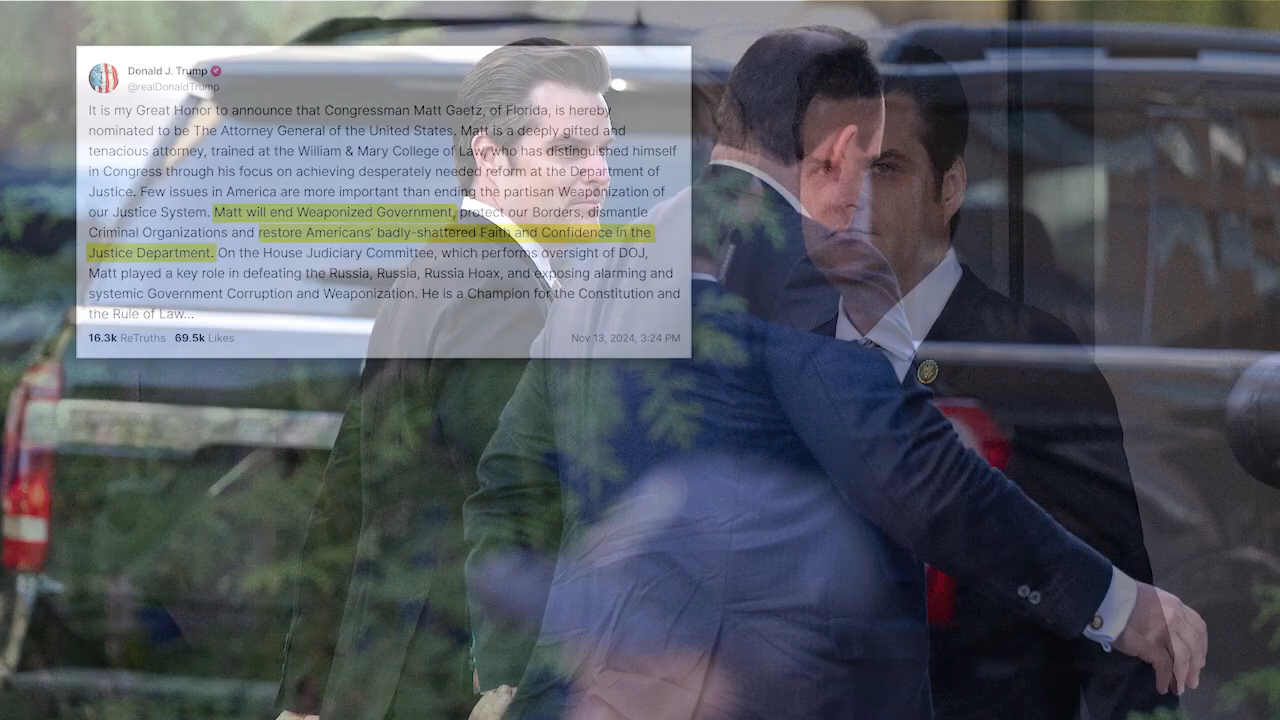 Donald J. Trump
@realDonaldTrump
It is my Great Honor to announce that Congressman Matt Gaetz, of Florida, is hereby
nominated to be The Attorney General of the United States. Matt is a deeply gifted and
tenacious attorney, trained at the William & Mary College of Law, who has distinguished himself
in Congress through his focus on achieving desperately needed reform at the Department of
Justice. Few issues in America are more important than ending the partisan Weaponization of
our Justice System. Matt will end Weaponized Government, protect our Borders, dismantle
Criminal Organizations and restore Americans' badly-shattered Faith and Confidence in the
Justice Department. On the House Judiciary Committee, which performs oversight of DOJ,
Matt played a key role in defeating the Russia, Russia, Russia Hoax, and exposing alarming and
systemic Government Corruption and Weaponization. He is a Champion for the Constitution and
the Rule of Law...
16.3k ReTruths 69.5k Likes Nov 13, 2024, 3:24 PM